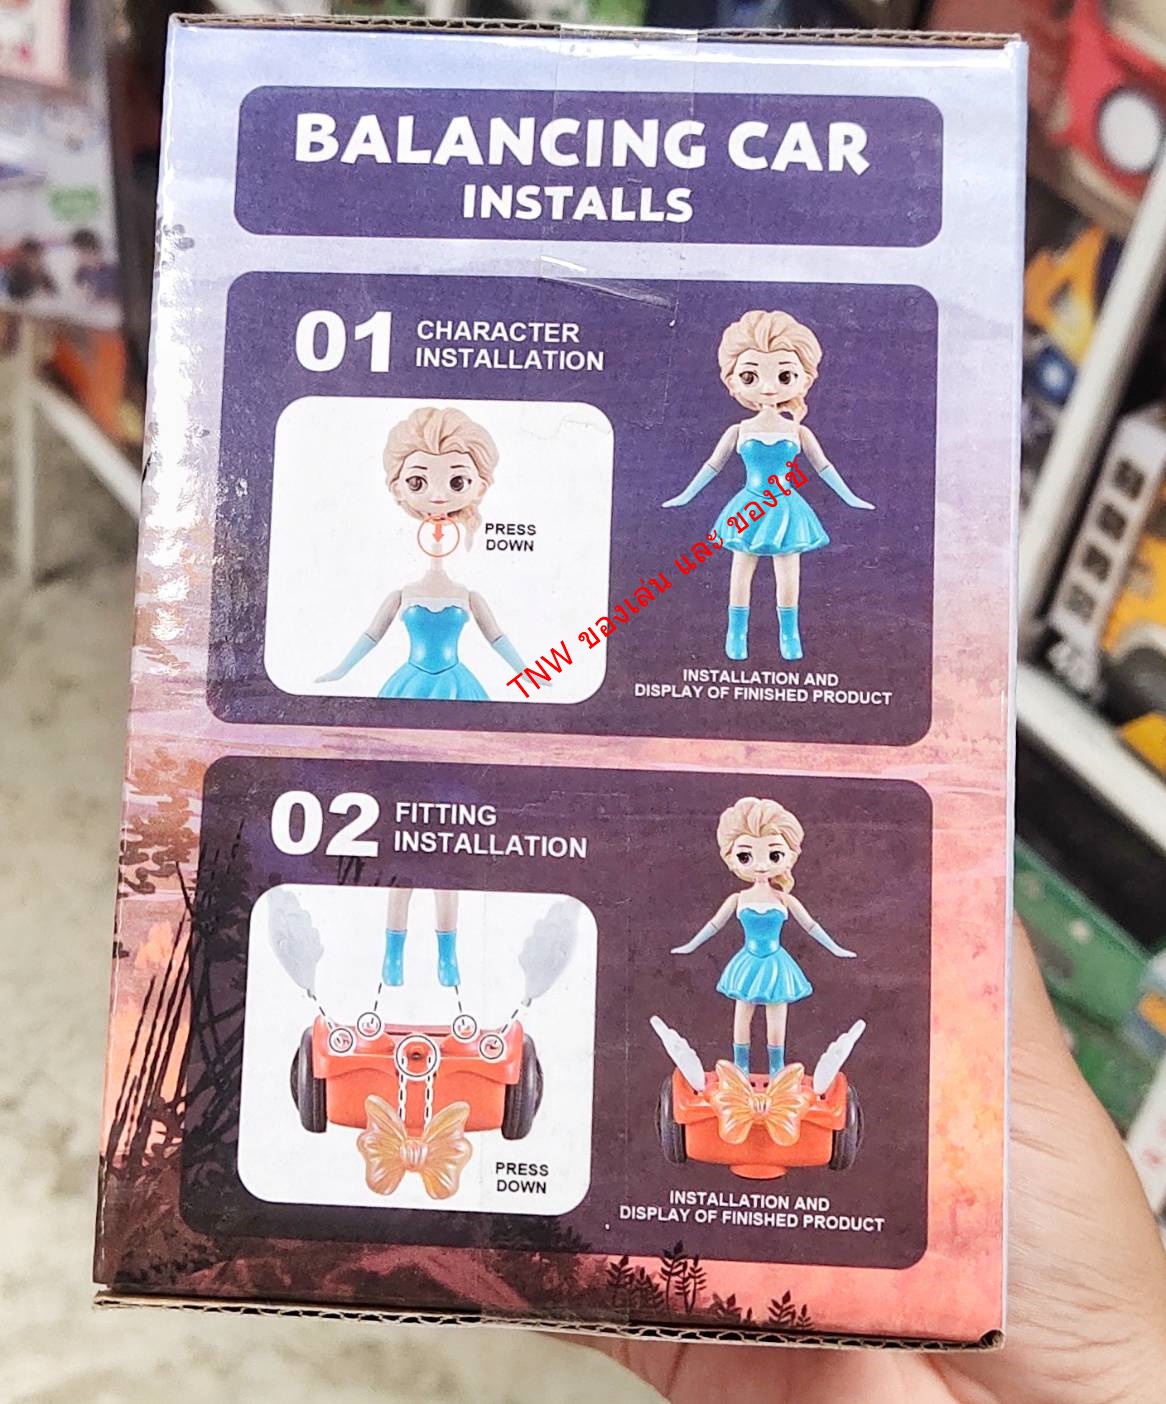 BALANCING CAR
INSTALLS
01
CHARACTER
INSTALLATION
PRESS
DOWN
INSTALLATION AND
DISPLAY OF FINISHED PRODUCT
TNW ของเล่น และ ของใช้
02
FITTING
INSTALLATION
PRESS
DOWN
INSTALLATION AND
DISPLAY OF FINISHED PRODUCT